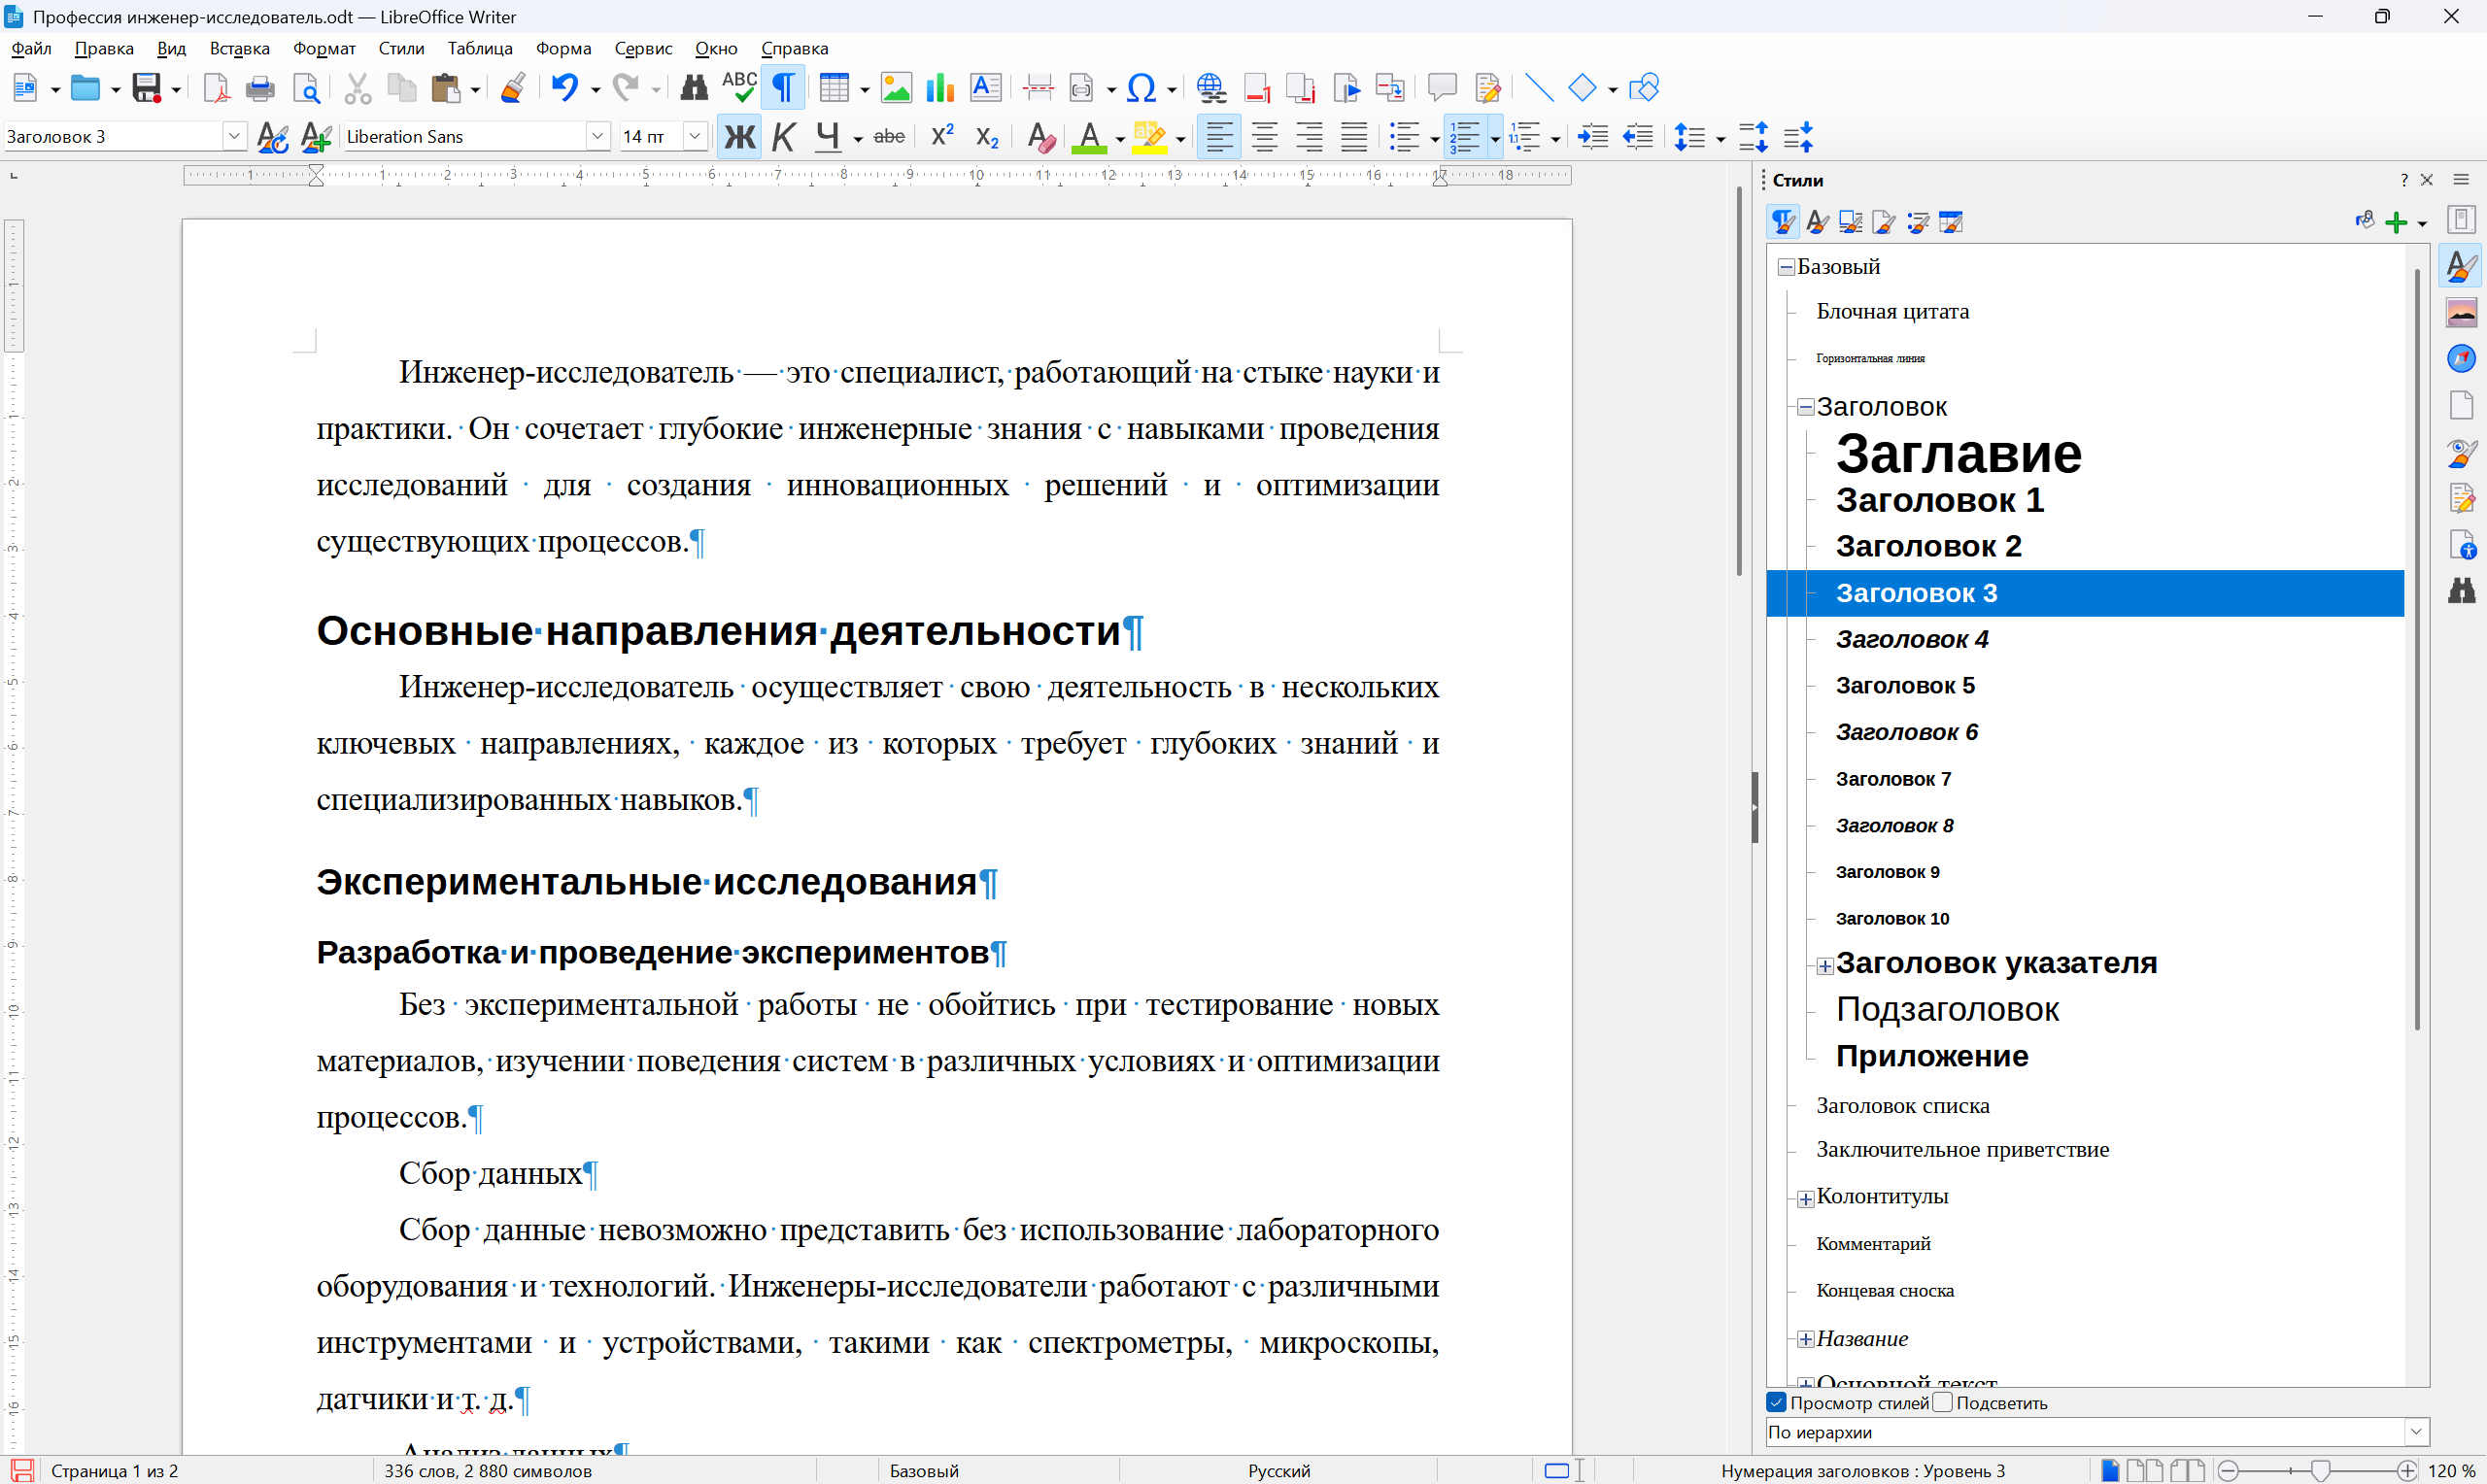 Профессия инженер-исследователь.odt — LibreOffice Writer
Файл Правка Вид Вставка Формат Стили Таблица Форма Сервис Окно Справка
Заголовок 3 Liberation Sans 14 пт
Стили
Инженер-исследователь — это специалист, работающий на стыке науки и
практики. Он сочетает глубокие инженерные знания с навыками проведения
исследований для создания инновационных решений и оптимизации
существующих процессов.¶
Основные направления деятельности¶
Инженер-исследователь осуществляет свою деятельность в нескольких
ключевых направлениях, каждое из которых требует глубоких знаний и
специализированных навыков.¶
Экспериментальные исследования¶
Разработка и проведение экспериментов¶
Без экспериментальной работы не обойтись при тестирование новых
материалов, изучении поведения систем в различных условиях и оптимизации
процессов.¶
Сбор данных¶
Сбор данные невозможно представить без использование лабораторного
оборудования и технологий. Инженеры-исследователи работают с различными
инструментами и устройствами, такими как спектрометры, микроскопы,
датчики и т. д.¶
Анализ данных¶
Базовый
Блочная цитата
Горизонтальная линия
Заголовок
Заглавие
Заголовок 1
Заголовок 2
Заголовок 3
Заголовок 4
Заголовок 5
Заголовок 6
Заголовок 7
Заголовок 8
Заголовок 9
Заголовок 10
Заголовок указателя
Подзаголовок
Приложение
Заголовок списка
Заключительное приветствие
Колонтитулы
Комментарий
Концевая сноска
Название
Основной текст
Просмотр стилей Подсветить
По иерархии
Страница 1 из 2 336 слов, 2 880 символов Базовый Русский Нумерация заголовков : Уровень 3 120 %